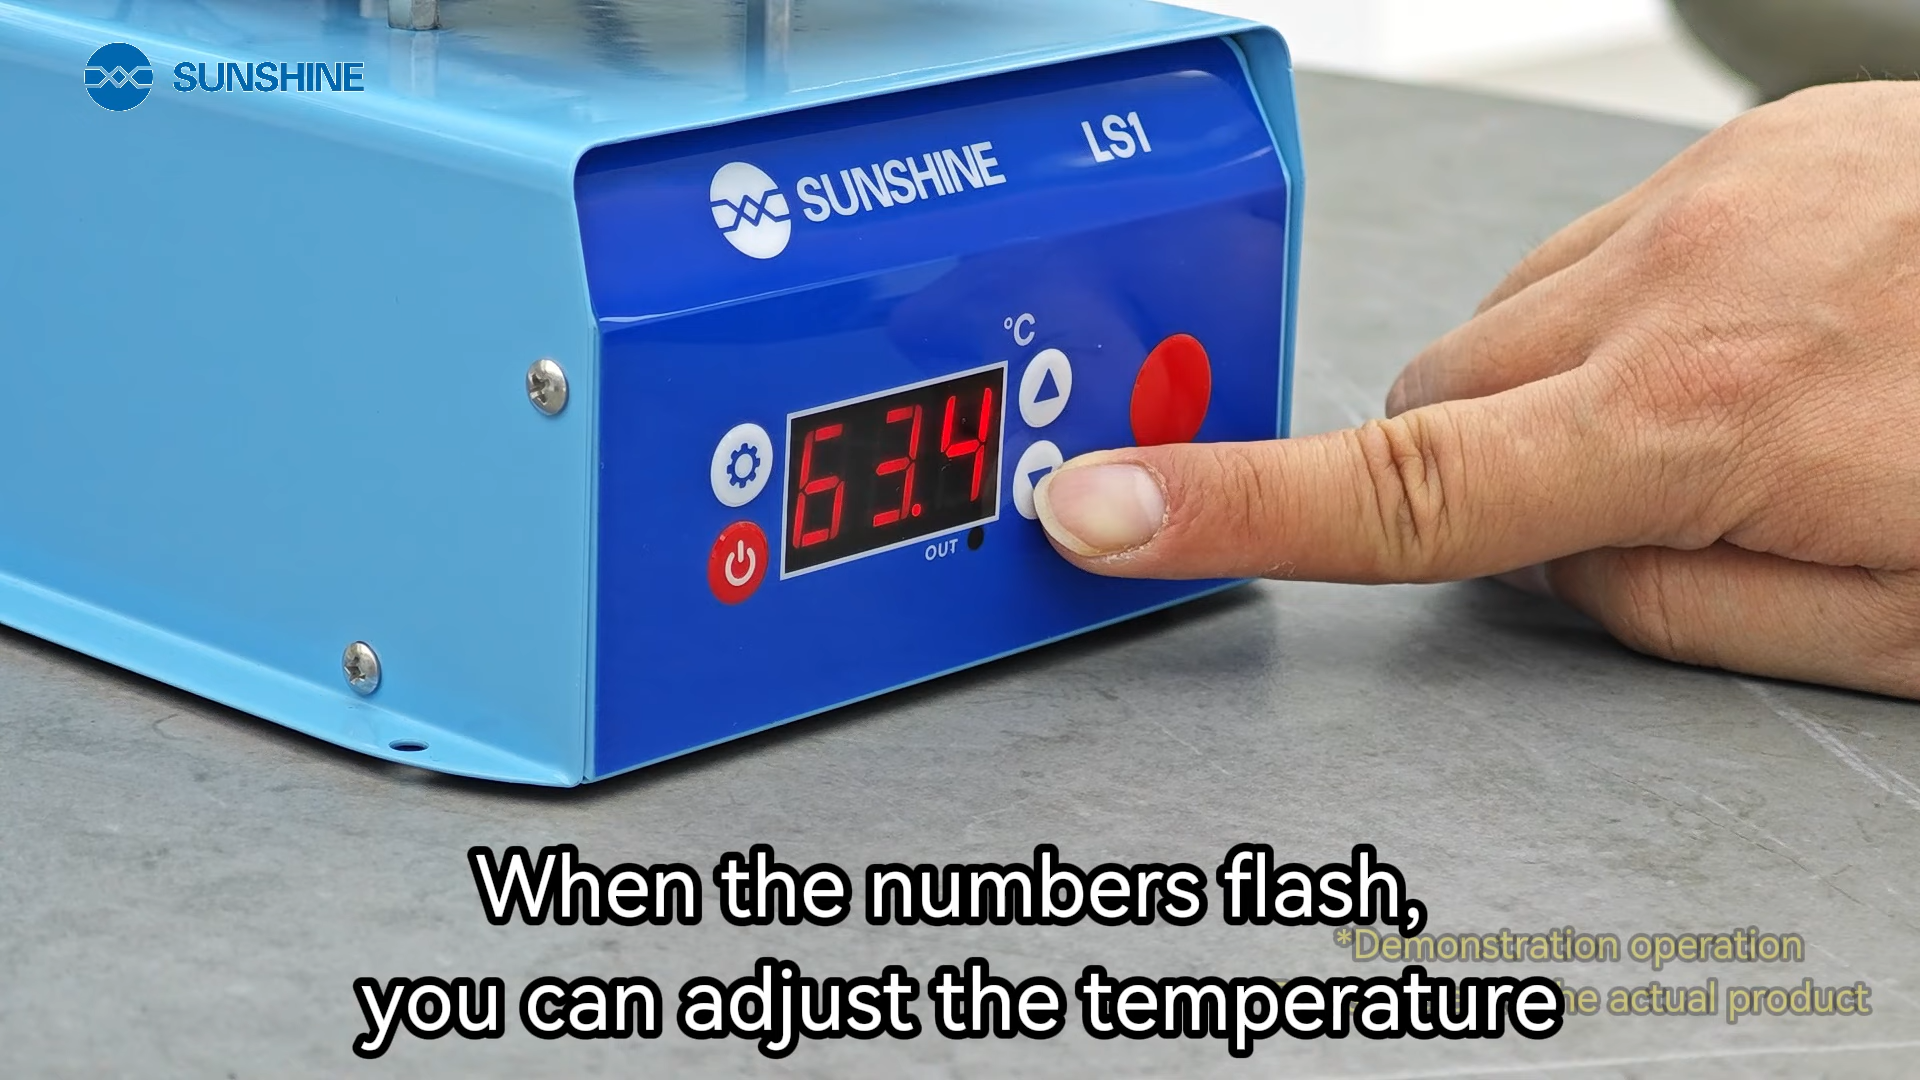 SUNSHINE
SUNSHINE
LS1
°C
63.4
OUT
When the numbers flash,
you can adjust the temperature
*Demonstration operation
he actual product